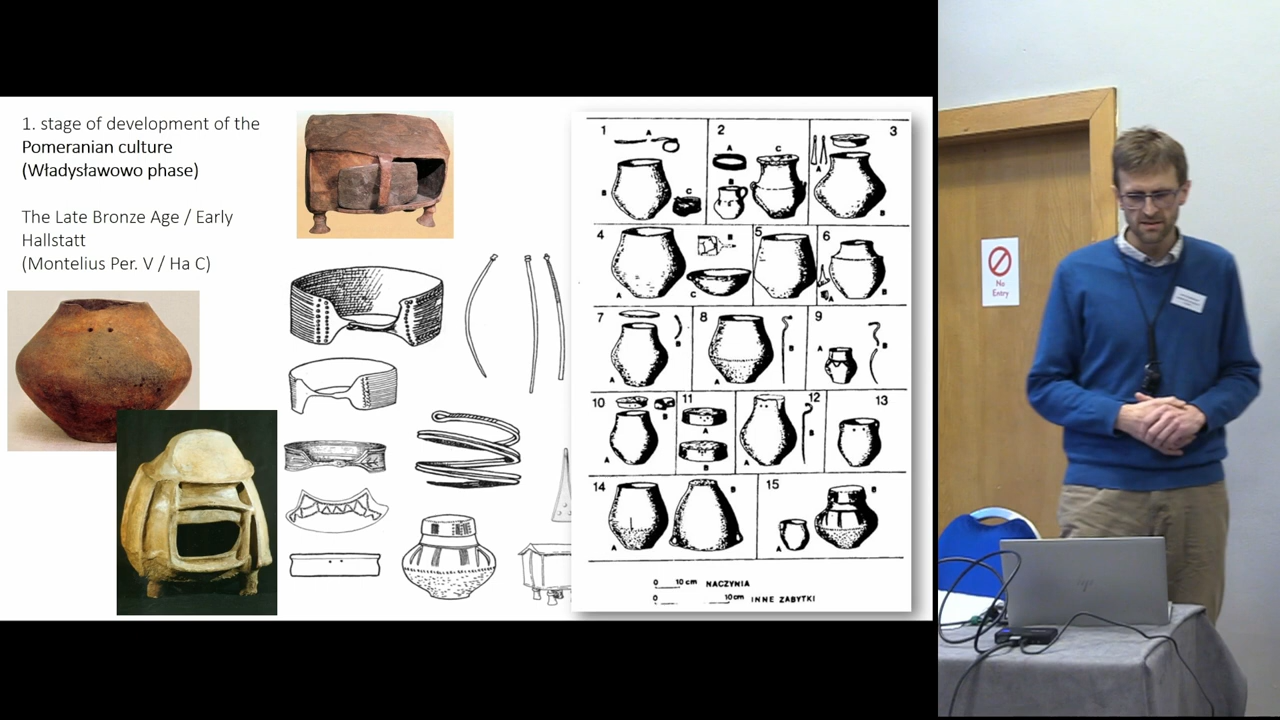 1. stage of development of the
Pomeranian culture
(Władysławowo phase)
The Late Bronze Age / Early
Hallstatt
(Montelius Per. V / Ha C)
1
A
B
C
2
A
B
C
3
A
B
4
A
B
C
5
6
A
B
7
A
B
8
A
B
9
A
B
10
A
B
11
A
B
12
A
B
13
14
A
B
15
A
B
0 10 cm NACZYNIA
0 10cm INNE ZABYTKI
No
Entry
hp